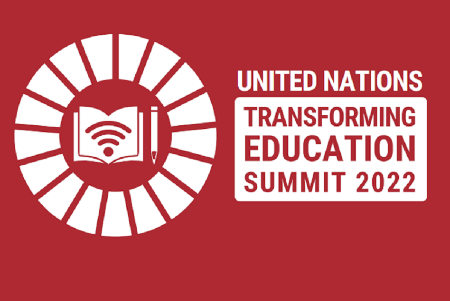 UNITED NATIONS
TRANSFORMING
EDUCATION
SUMMIT 2022